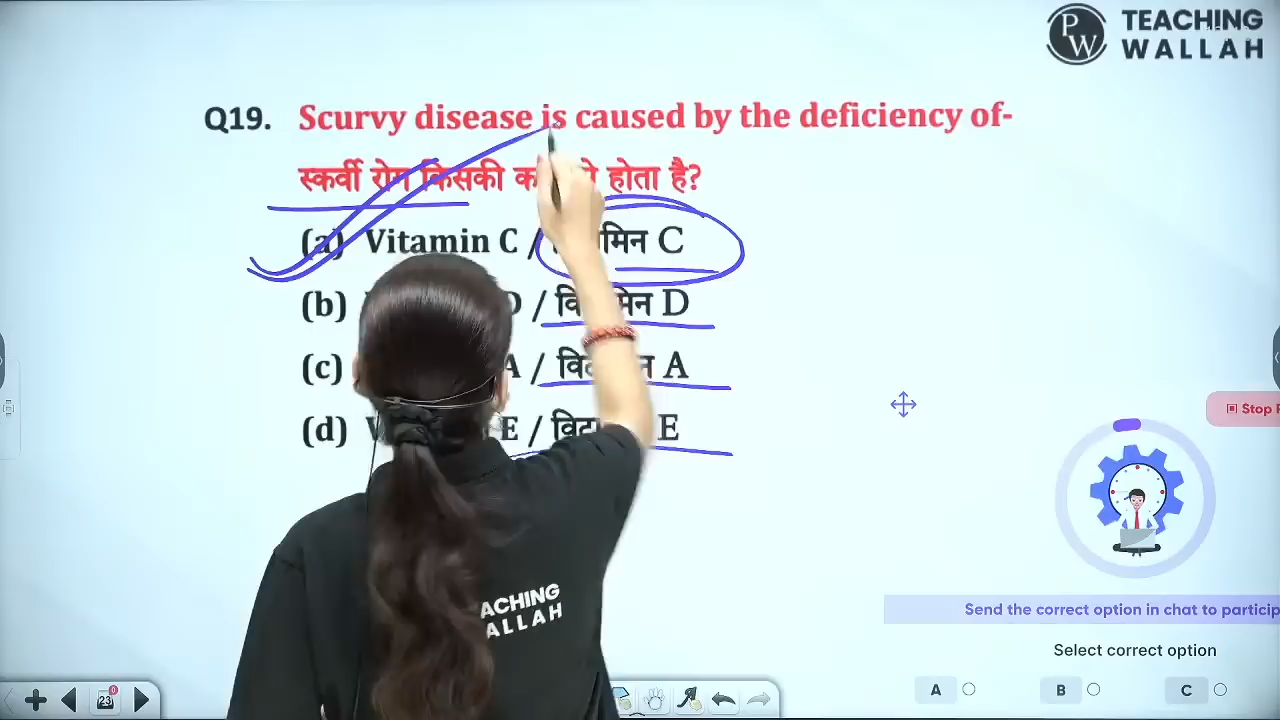 TEACHING
WALLAH
PW
Q19. Scurvy disease is caused by the deficiency of-
स्कर्वी रोग किसकी होता है?
(a) Vitamin C / C
(b) / D
(c) A / A
(d) E / E
Stop
ACHING
ALLAH
Send the correct option in chat to particip
Select correct option
23
A
B
C